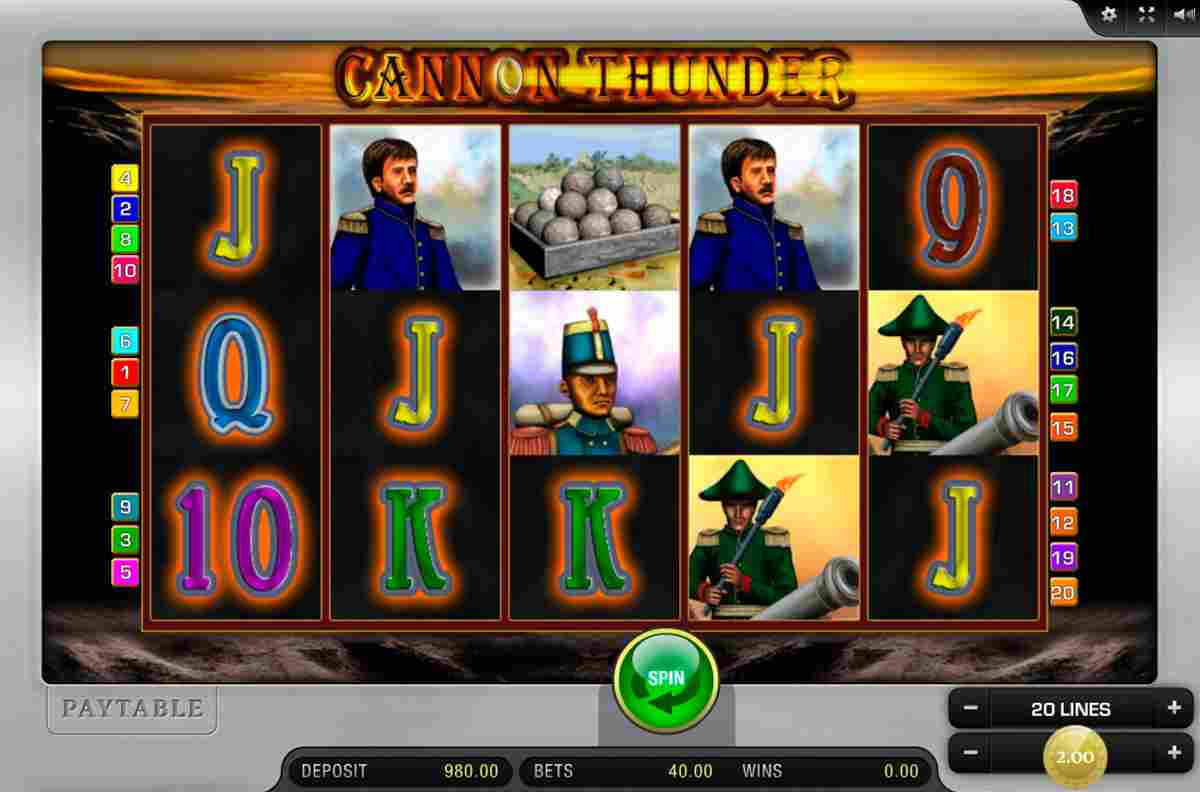 CANNON THUNDER
J
9
4
2
8
10
18
13
Q
J
J
6
1
7
14
16
17
15
10
K
K
J
9
3
5
11
12
19
20
SPIN
PAYTABLE
20 LINES
2.00
DEPOSIT 980.00 BETS 40.00 WINS 0.00